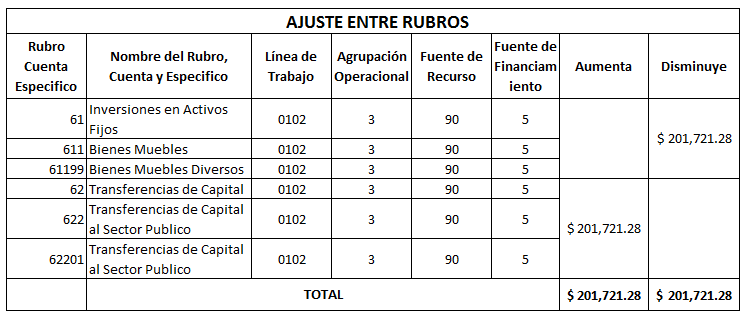 AJUSTE ENTRE RUBROS
Rubro Cuenta Especifico | Nombre del Rubro, Cuenta y Especifico | Línea de Trabajo | Agrupación Operacional | Fuente de Recurso | Fuente de Financiamiento | Aumenta | Disminuye
61 | Inversiones en Activos Fijos | 0102 | 3 | 90 | 5 | | $ 201,721.28
611 | Bienes Muebles | 0102 | 3 | 90 | 5
61199 | Bienes Muebles Diversos | 0102 | 3 | 90 | 5
62 | Transferencias de Capital | 0102 | 3 | 90 | 5 | $ 201,721.28
622 | Transferencias de Capital al Sector Publico | 0102 | 3 | 90 | 5
62201 | Transferencias de Capital al Sector Publico | 0102 | 3 | 90 | 5
TOTAL | $ 201,721.28 | $ 201,721.28